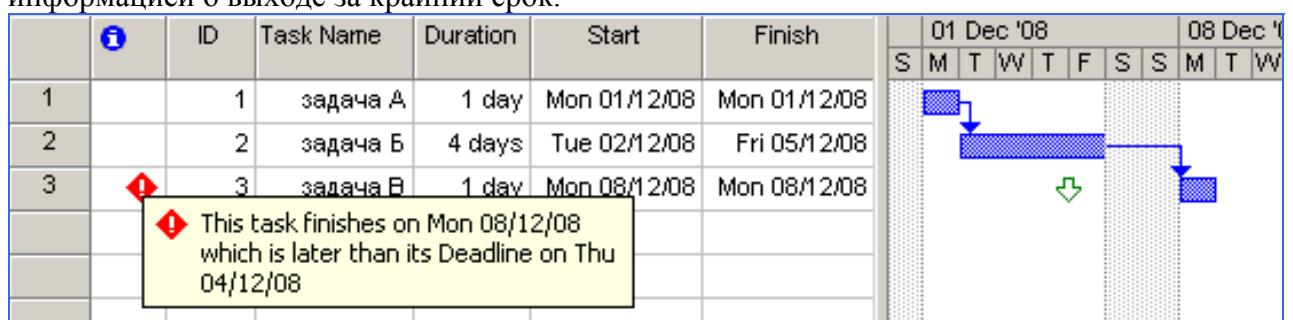 информацией о выходе за крайний срок.
ID Task Name Duration Start Finish 01 Dec '08 08 Dec '0
S M T W T F S S M T W
1 1 задача А 1 day Mon 01/12/08 Mon 01/12/08
2 2 задача Б 4 days Tue 02/12/08 Fri 05/12/08
3 3 задача В 1 day Mon 08/12/08 Mon 08/12/08
This task finishes on Mon 08/12/08
which is later than its Deadline on Thu
04/12/08